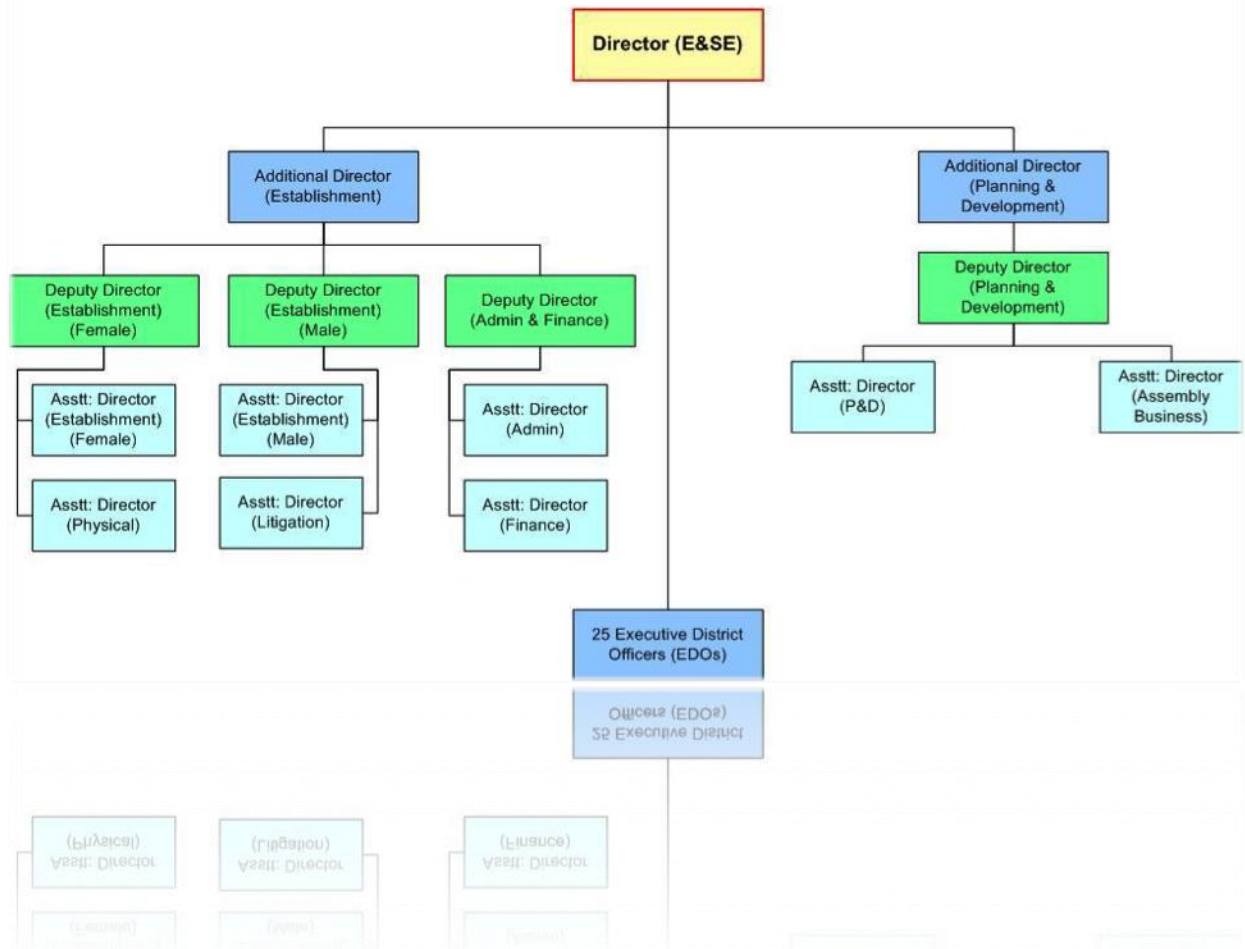 Director (E&SE)
Additional Director
(Establishment)
Additional Director
(Planning &
Development)
Deputy Director
(Establishment)
(Female)
Deputy Director
(Establishment)
(Male)
Deputy Director
(Admin & Finance)
Deputy Director
(Planning &
Development)
Asstt: Director
(Establishment)
(Female)
Asstt: Director
(Establishment)
(Male)
Asstt: Director
(Admin)
Asstt: Director
(P&D)
Asstt: Director
(Assembly
Business)
Asstt: Director
(Physical)
Asstt: Director
(Litigation)
Asstt: Director
(Finance)
25 Executive District
Officers (EDOs)